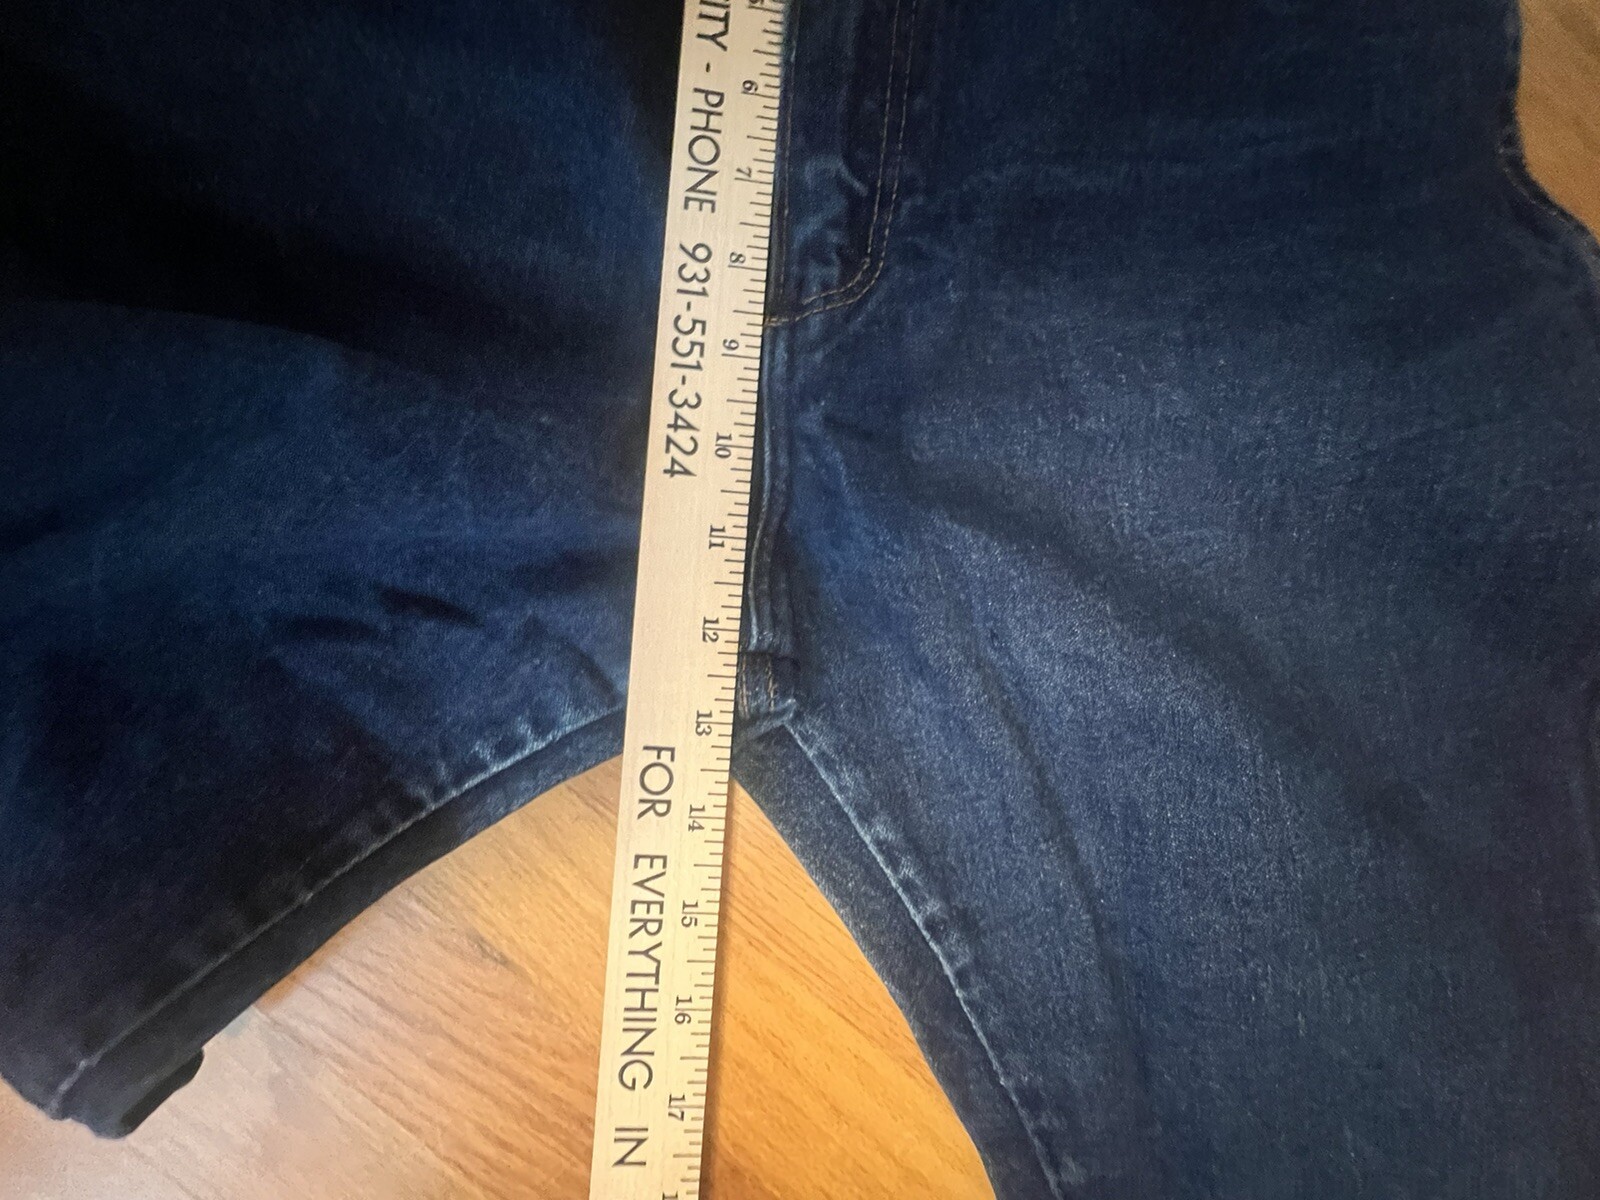 ITY - PHONE 931-551-3424 FOR EVERYTHING IN
6 7 8 9 10 11 12 13 14 15 16 17